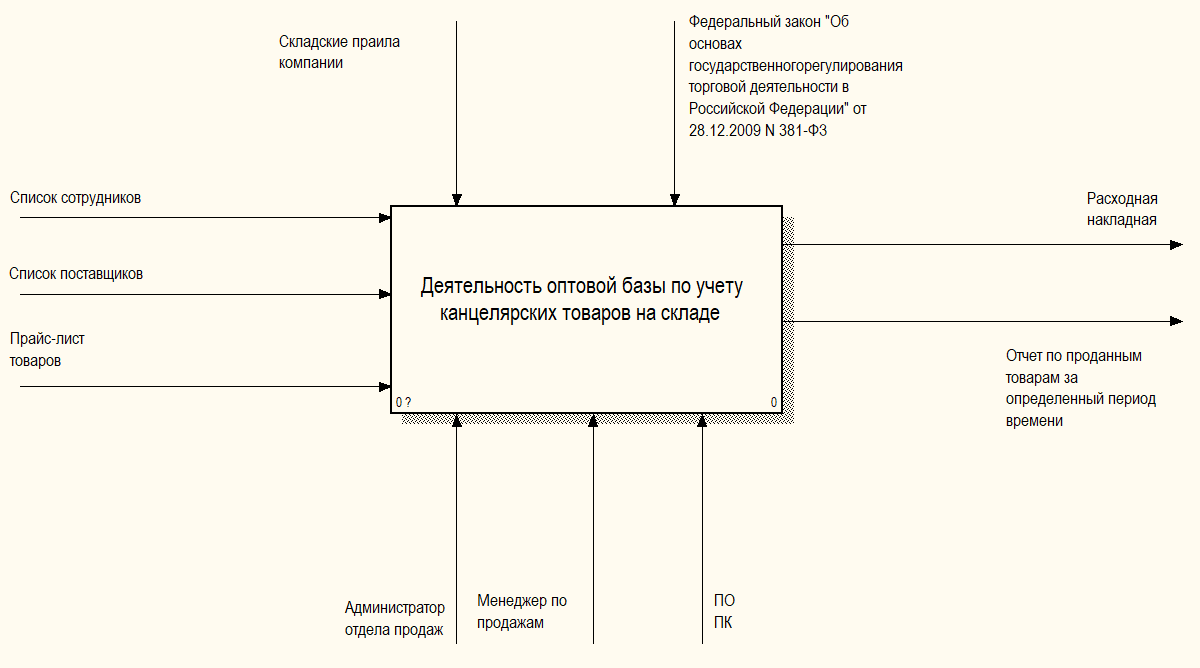 Складские праила
компании
Федеральный закон "Об
основах
государственногорегулирования
торговой деятельности в
Российской Федерации" от
28.12.2009 N 381-ФЗ
Список сотрудников
Список поставщиков
Прайс-лист
товаров
Деятельность оптовой базы по учету
канцелярских товаров на складе
0 ?
0
Расходная
накладная
Отчет по проданным
товарам за
определенный период
времени
Администратор
отдела продаж
Менеджер по
продажам
ПО
ПК